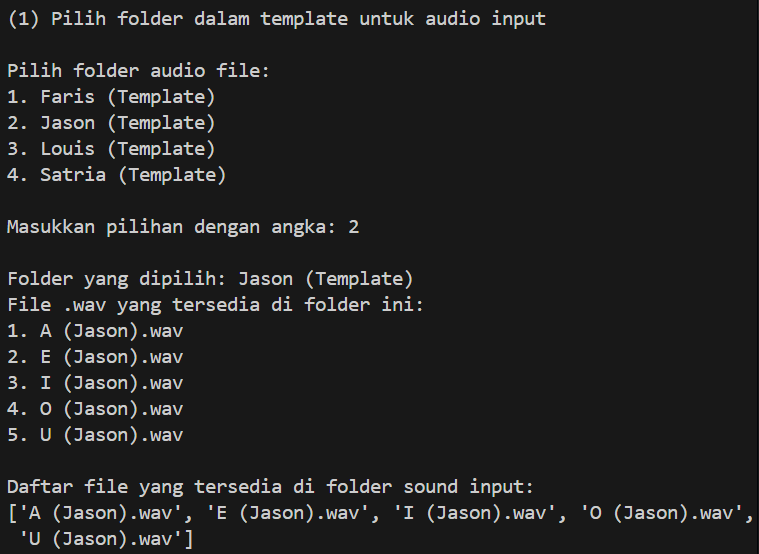 (1) Pilih folder dalam template untuk audio input
Pilih folder audio file:
1. Faris (Template)
2. Jason (Template)
3. Louis (Template)
4. Satria (Template)
Masukkan pilihan dengan angka: 2
Folder yang dipilih: Jason (Template)
File .wav yang tersedia di folder ini:
1. A (Jason).wav
2. E (Jason).wav
3. I (Jason).wav
4. O (Jason).wav
5. U (Jason).wav
Daftar file yang tersedia di folder sound input:
['A (Jason).wav', 'E (Jason).wav', 'I (Jason).wav', 'O (Jason).wav',
'U (Jason).wav']